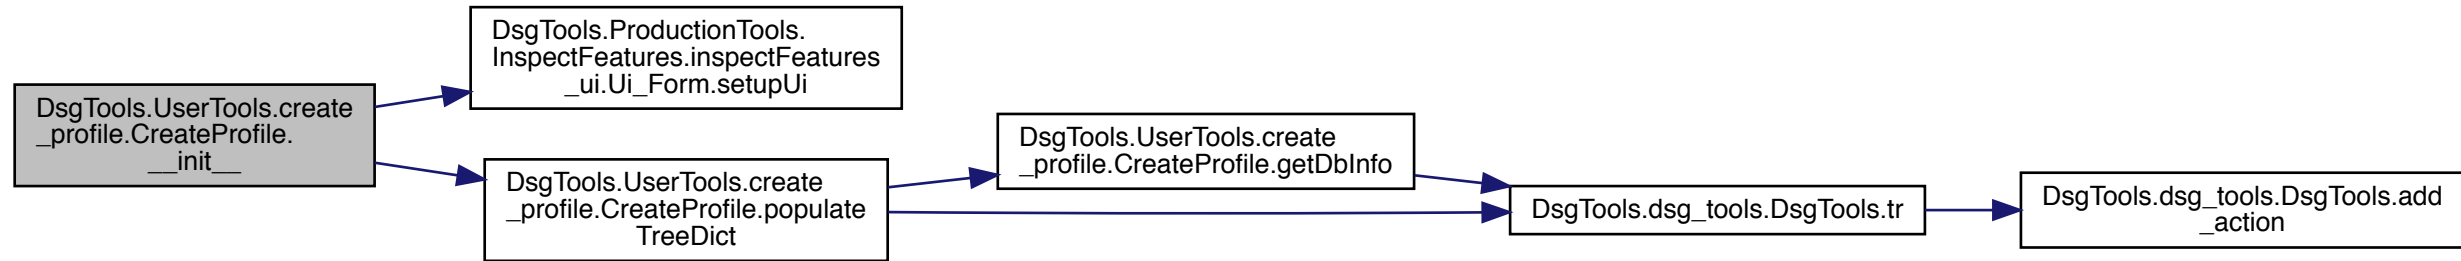 DsgTools.UserTools.create
_profile.CreateProfile.
__init__
DsgTools.ProductionTools.
InspectFeatures.inspectFeatures
_ui.Ui_Form.setupUi
DsgTools.UserTools.create
_profile.CreateProfile.populate
TreeDict
DsgTools.UserTools.create
_profile.CreateProfile.getDbInfo
DsgTools.dsg_tools.DsgTools.tr
DsgTools.dsg_tools.DsgTools.add
_action